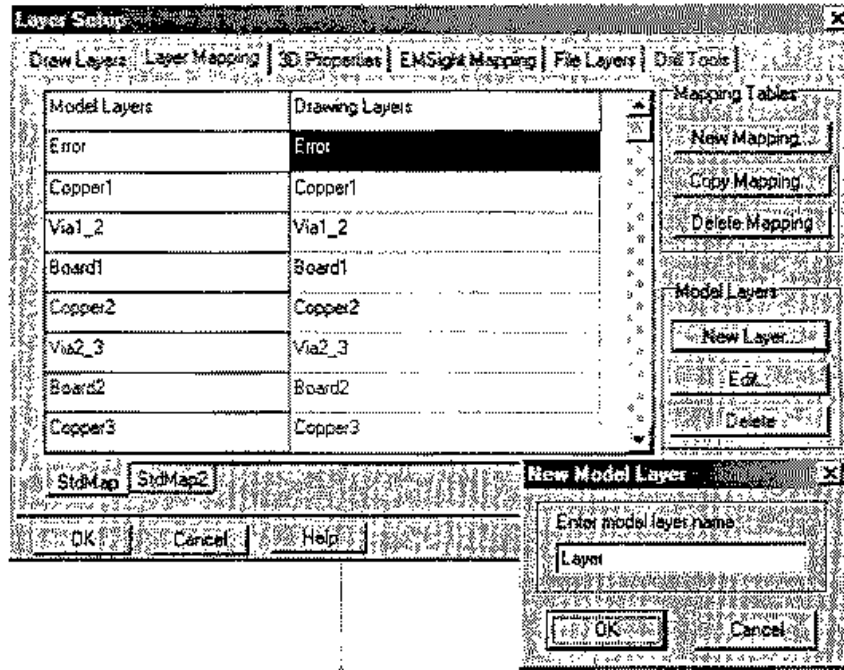 Layer Setup
Draw Layers Layer Mapping 3D Properties EMSight Mapping File Layers Drill Tools
Model Layers Drawing Layers
Error Error
Copper1 Copper1
Via1_2 Via1_2
Board1 Board1
Copper2 Copper2
Via2_3 Via2_3
Board2 Board2
Copper3 Copper3
Mapping Tables
New Mapping...
Copy Mapping...
Delete Mapping
Model Layers
New Layer...
Edit...
Delete
StdMap StdMap2
OK Cancel Help
New Model Layer
Enter model layer name
Layer
OK Cancel